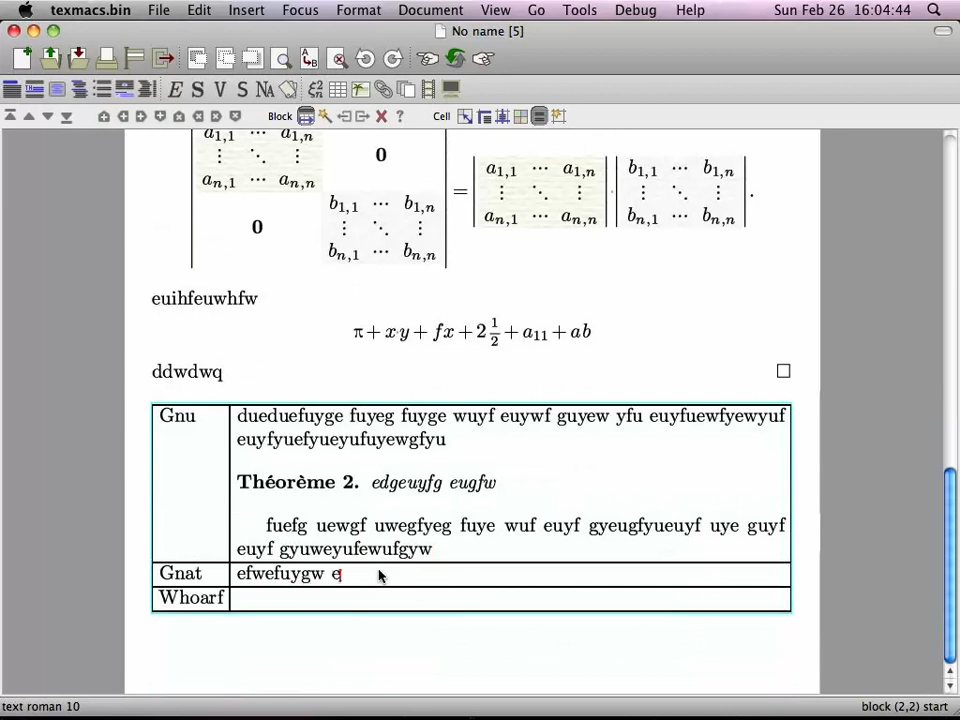 texmacs.bin File Edit Insert Focus Format Document View Go Tools Debug Help Sun Feb 26 16:04:44
No name [5]
E S V S NA ξ2
Block ? Cell
a1,1 ⋯ a1,n
⋮ ⋱ ⋮ 0
an,1 ⋯ an,n
b1,1 ⋯ b1,n
0 ⋮ ⋱ ⋮
bn,1 ⋯ bn,n
=
a1,1 ⋯ a1,n
⋮ ⋱ ⋮
an,1 ⋯ an,n
b1,1 ⋯ b1,n
⋮ ⋱ ⋮
bn,1 ⋯ bn,n
.
euihfeuwhfw
π + x y + fx + 2 1/2 + a11 + ab
ddwdwq □
Gnu dueduefuyge fuyeg fuyge wuyf euywf guyew yfu euyfuewfyewyuf
euyfyuefyueyufuyewgfyu
Théorème 2. edgeuyfg eugfw
fuefg uewgf uwegfyeg fuye wuf euyf gyeugfyueuyf uye guyf
euyf gyuweyufewufgyw
Gnat efwefuygw e
Whoarf
text roman 10 block (2,2) start